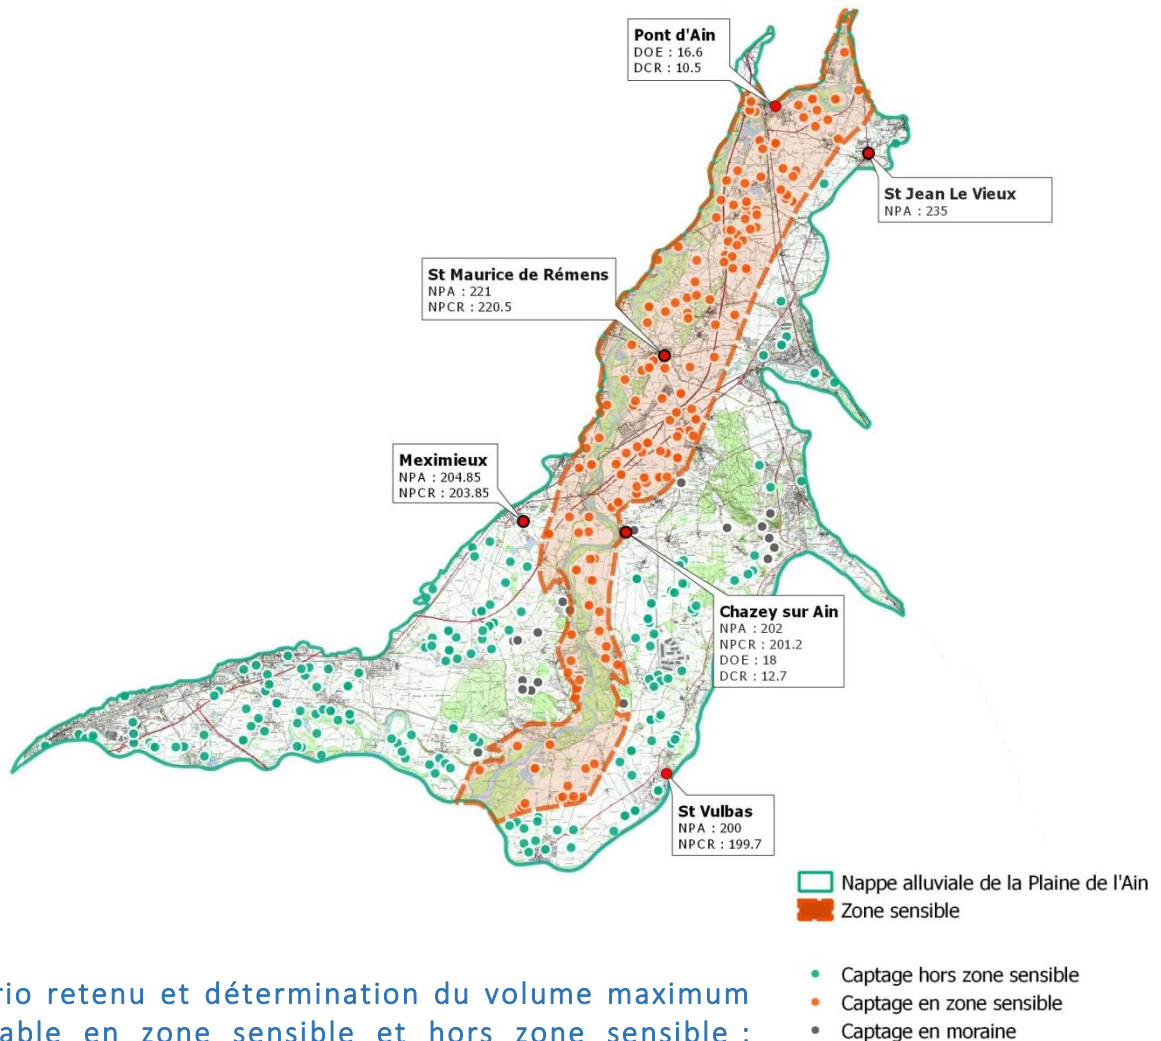 Pont d'Ain
DOE : 16.6
DCR : 10.5
St Jean Le Vieux
NPA : 235
St Maurice de Rémens
NPA : 221
NPCR : 220.5
Meximieux
NPA : 204.85
NPCR : 203.85
Chazey sur Ain
NPA : 202
NPCR : 201.2
DOE : 18
DCR : 12.7
St Vulbas
NPA : 200
NPCR : 199.7
Nappe alluviale de la Plaine de l'Ain
Zone sensible
Captage hors zone sensible
Captage en zone sensible
Captage en moraine
rio retenu et détermination du volume maximum
able en zone sensible et hors zone sensible :